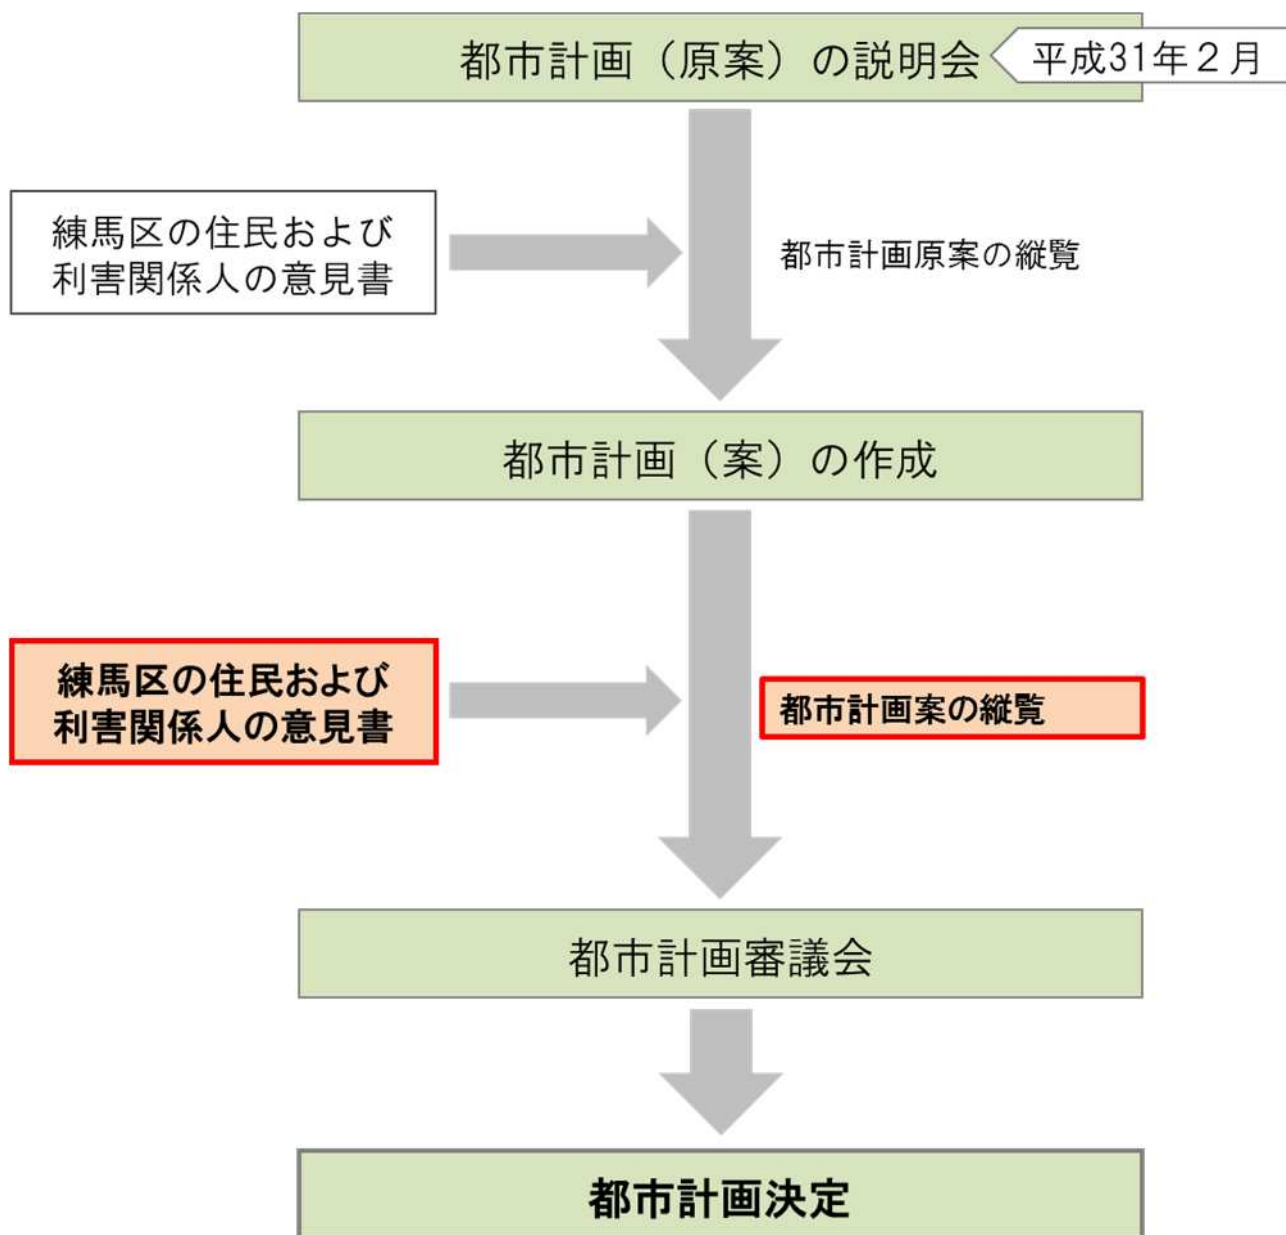 都市計画（原案）の説明会
平成31年２月
練馬区の住民および
利害関係人の意見書
都市計画原案の縦覧
都市計画（案）の作成
練馬区の住民および
利害関係人の意見書
都市計画案の縦覧
都市計画審議会
都市計画決定